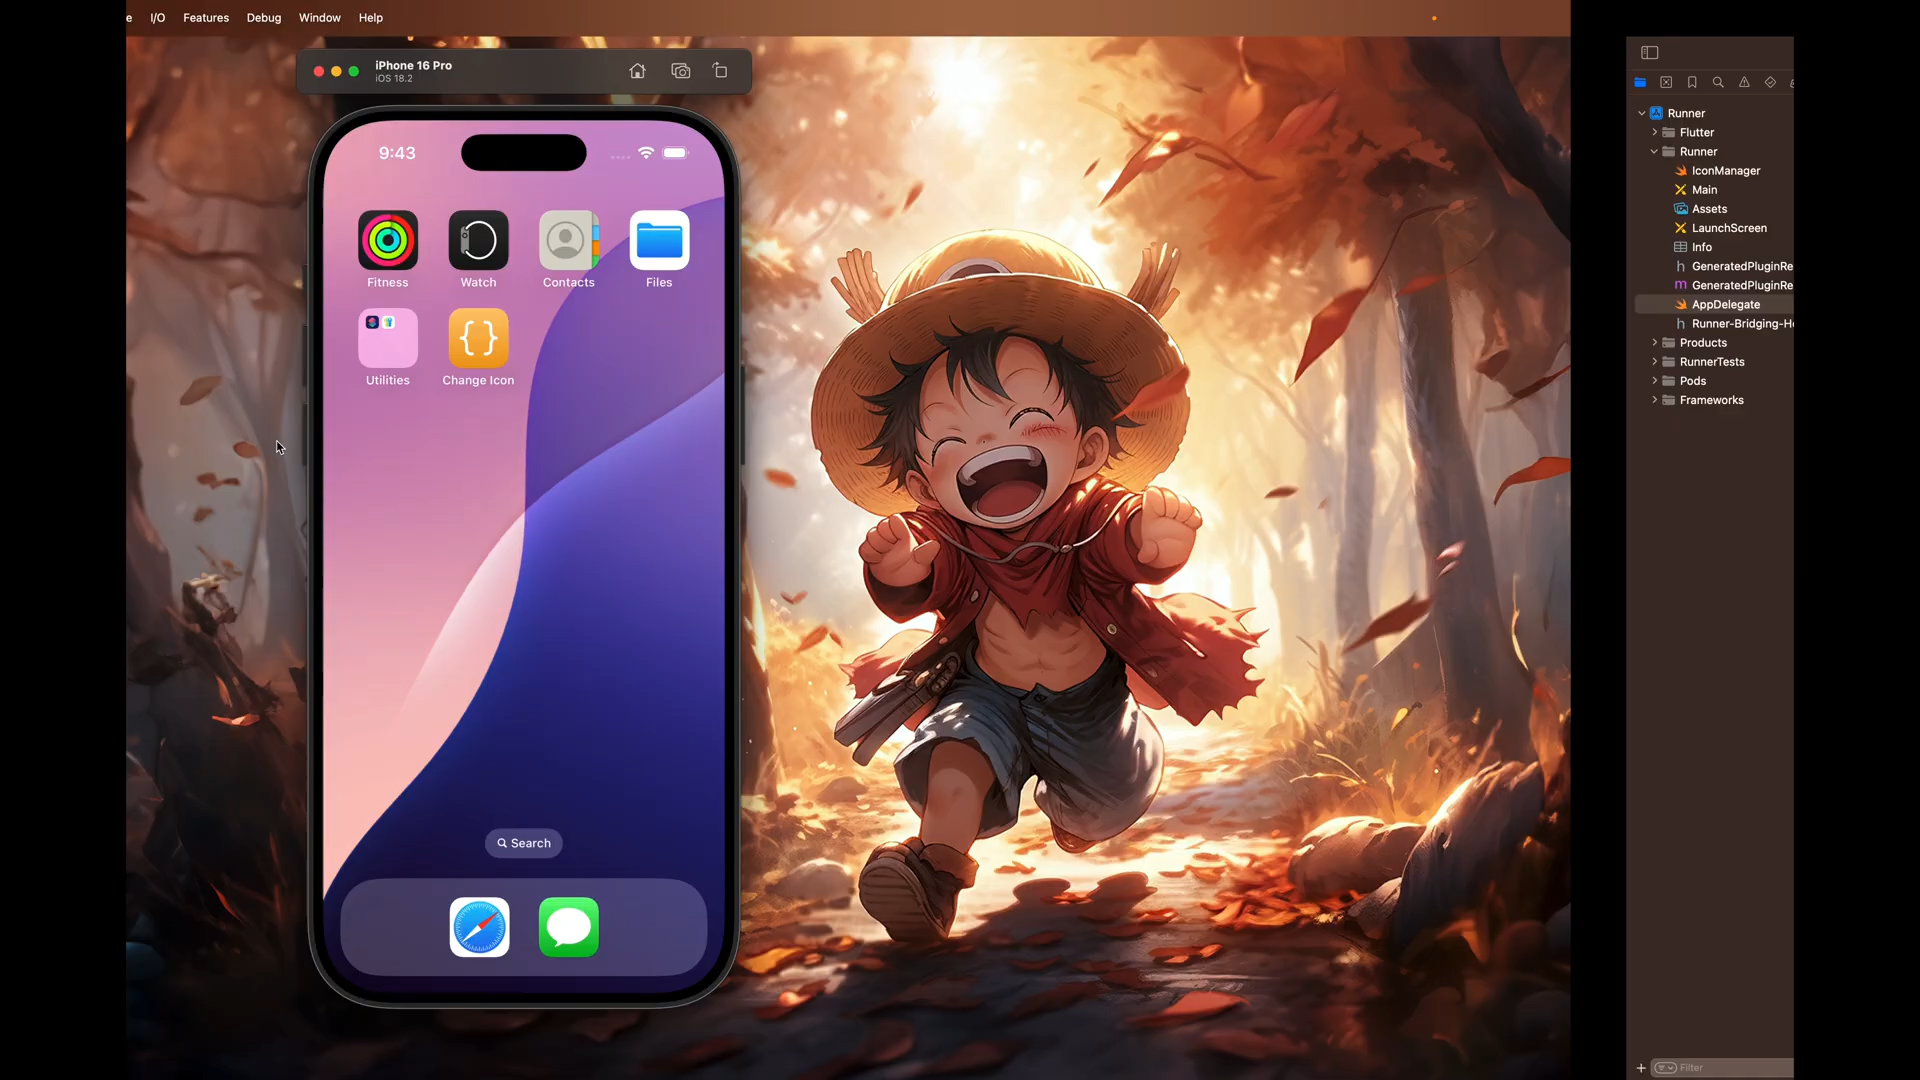 I/O Features Debug Window Help
iPhone 16 Pro
iOS 18.2
9:43
Fitness Watch Contacts Files
Utilities Change Icon
Search
Runner
Flutter
Runner
IconManager
Main
Assets
LaunchScreen
Info
h GeneratedPluginRe
m GeneratedPluginRe
AppDelegate
h Runner-Bridging-He
Products
RunnerTests
Pods
Frameworks
Filter